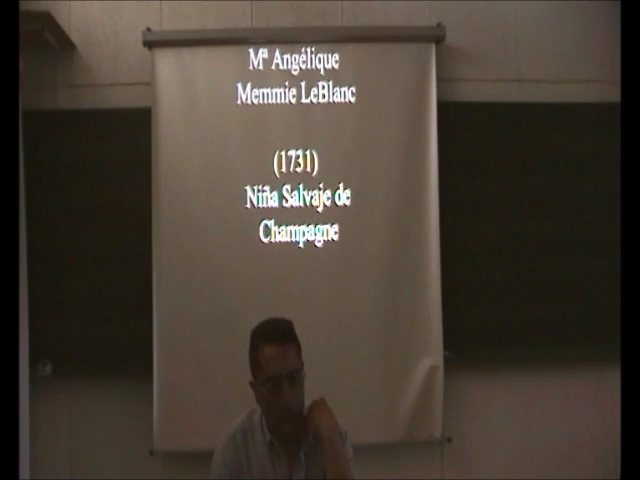 Mª Angélique
Memmie LeBlanc
(1731)
Niña Salvaje de
Champagne